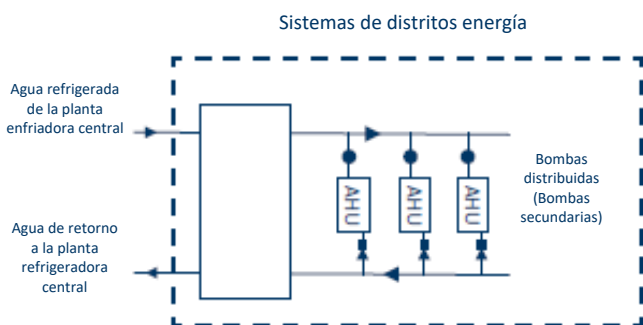 Sistemas de distritos energía
Agua refrigerada
de la planta
enfriadora central
Agua de retorno
a la planta
refrigeradora
central
AHU
AHU
AHU
Bombas
distribuidas
(Bombas
secundarias)